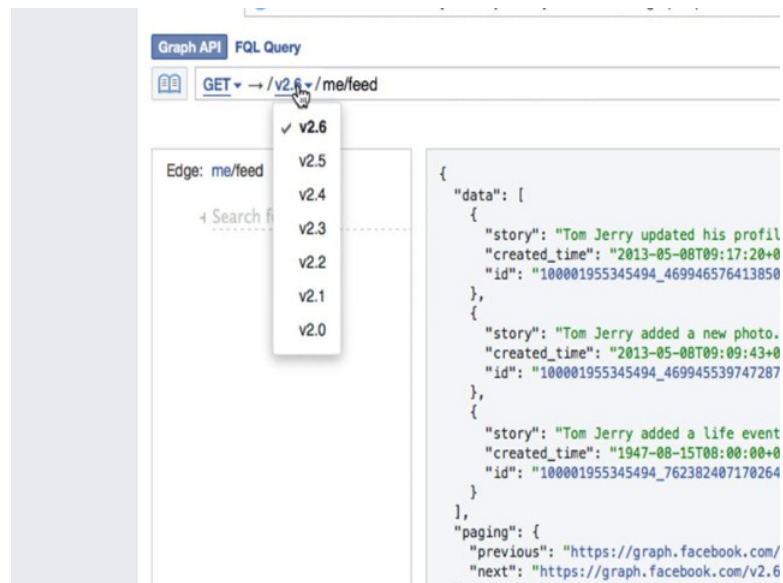 Graph API FQL Query
GET → / v2.6 / me/feed
✓ v2.6
v2.5
v2.4
v2.3
v2.2
v2.1
v2.0
Edge: me/feed
Search
{
"data": [
{
"story": "Tom Jerry updated his profil
"created_time": "2013-05-08T09:17:20+0
"id": "100001955345494_469946576413850
},
{
"story": "Tom Jerry added a new photo.
"created_time": "2013-05-08T09:09:43+0
"id": "100001955345494_469945539747287
},
{
"story": "Tom Jerry added a life event
"created_time": "1947-08-15T08:00:00+0
"id": "100001955345494_762382407170264
}
],
"paging": {
"previous": "https://graph.facebook.com/
"next": "https://graph.facebook.com/v2.6